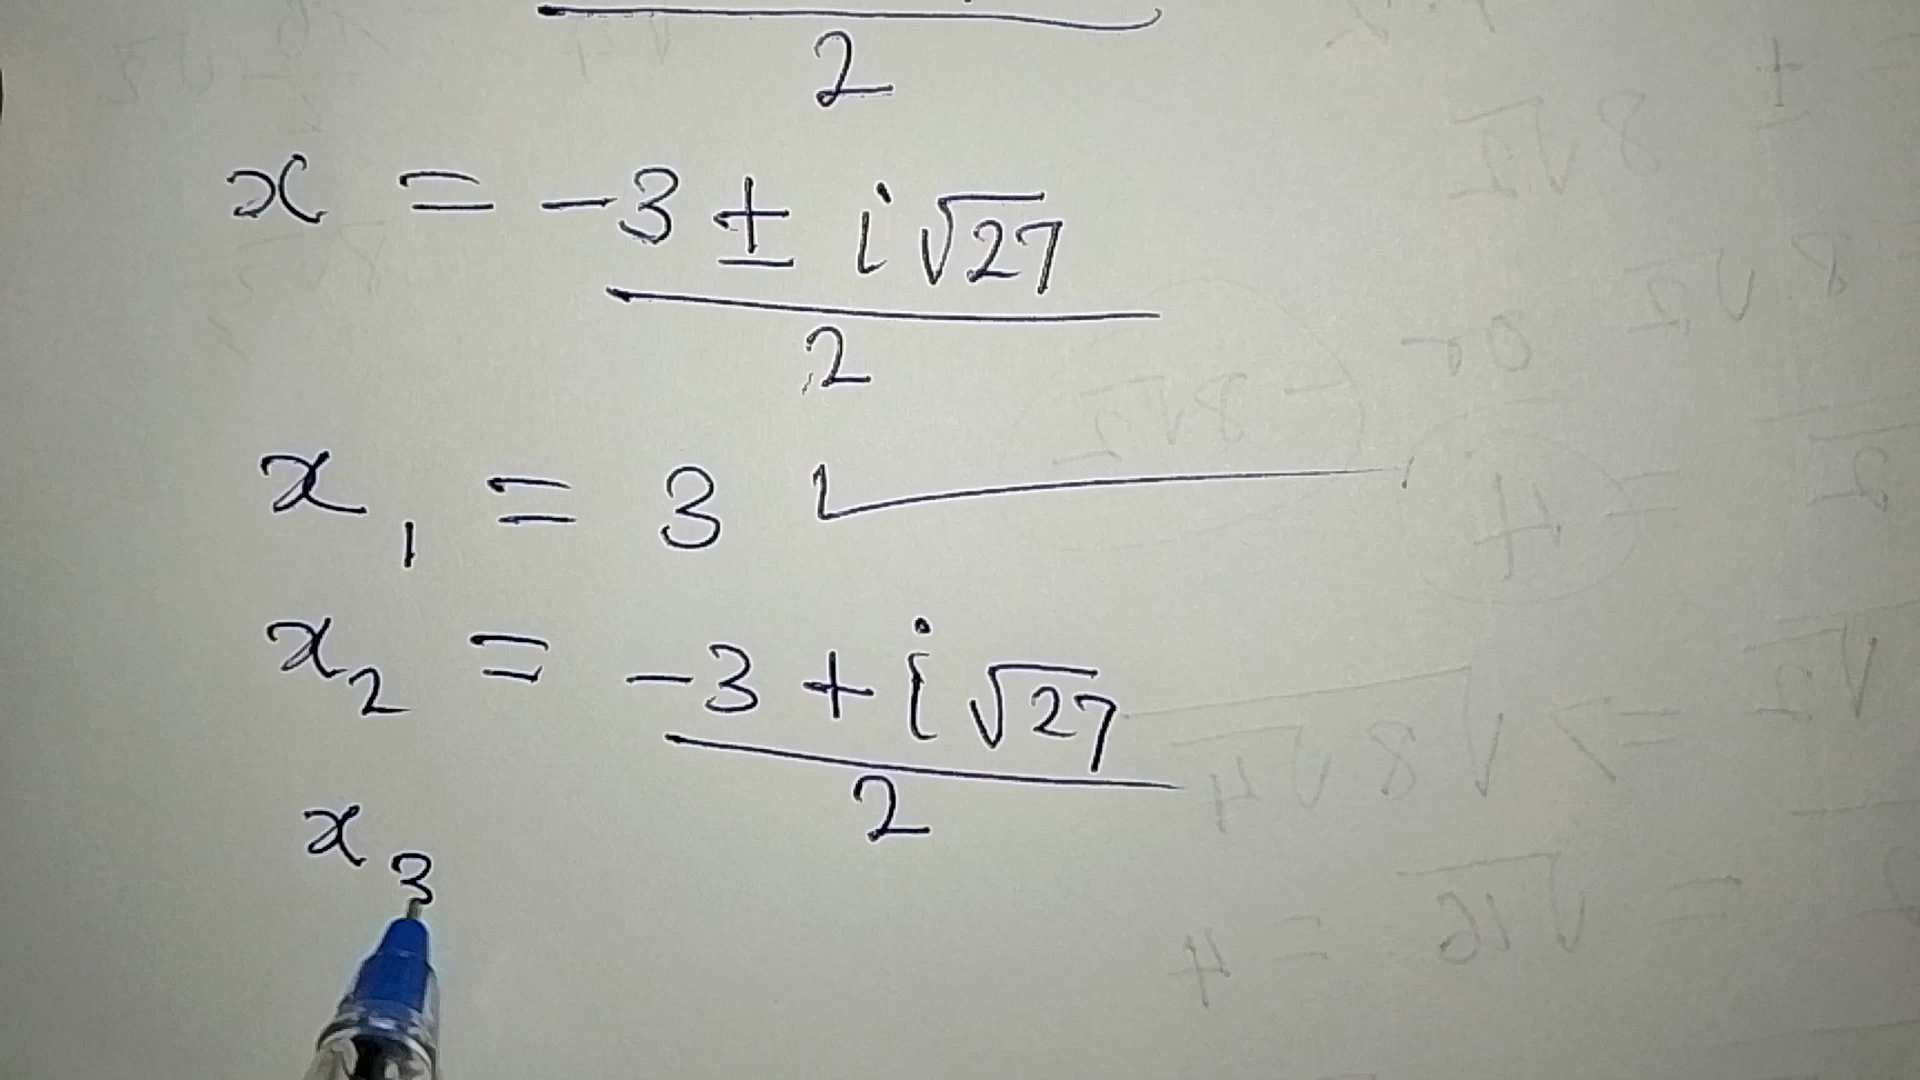 2
x = -3 ± i √27
2
x₁ = 3
x₂ = -3 + i √27
2
x₃